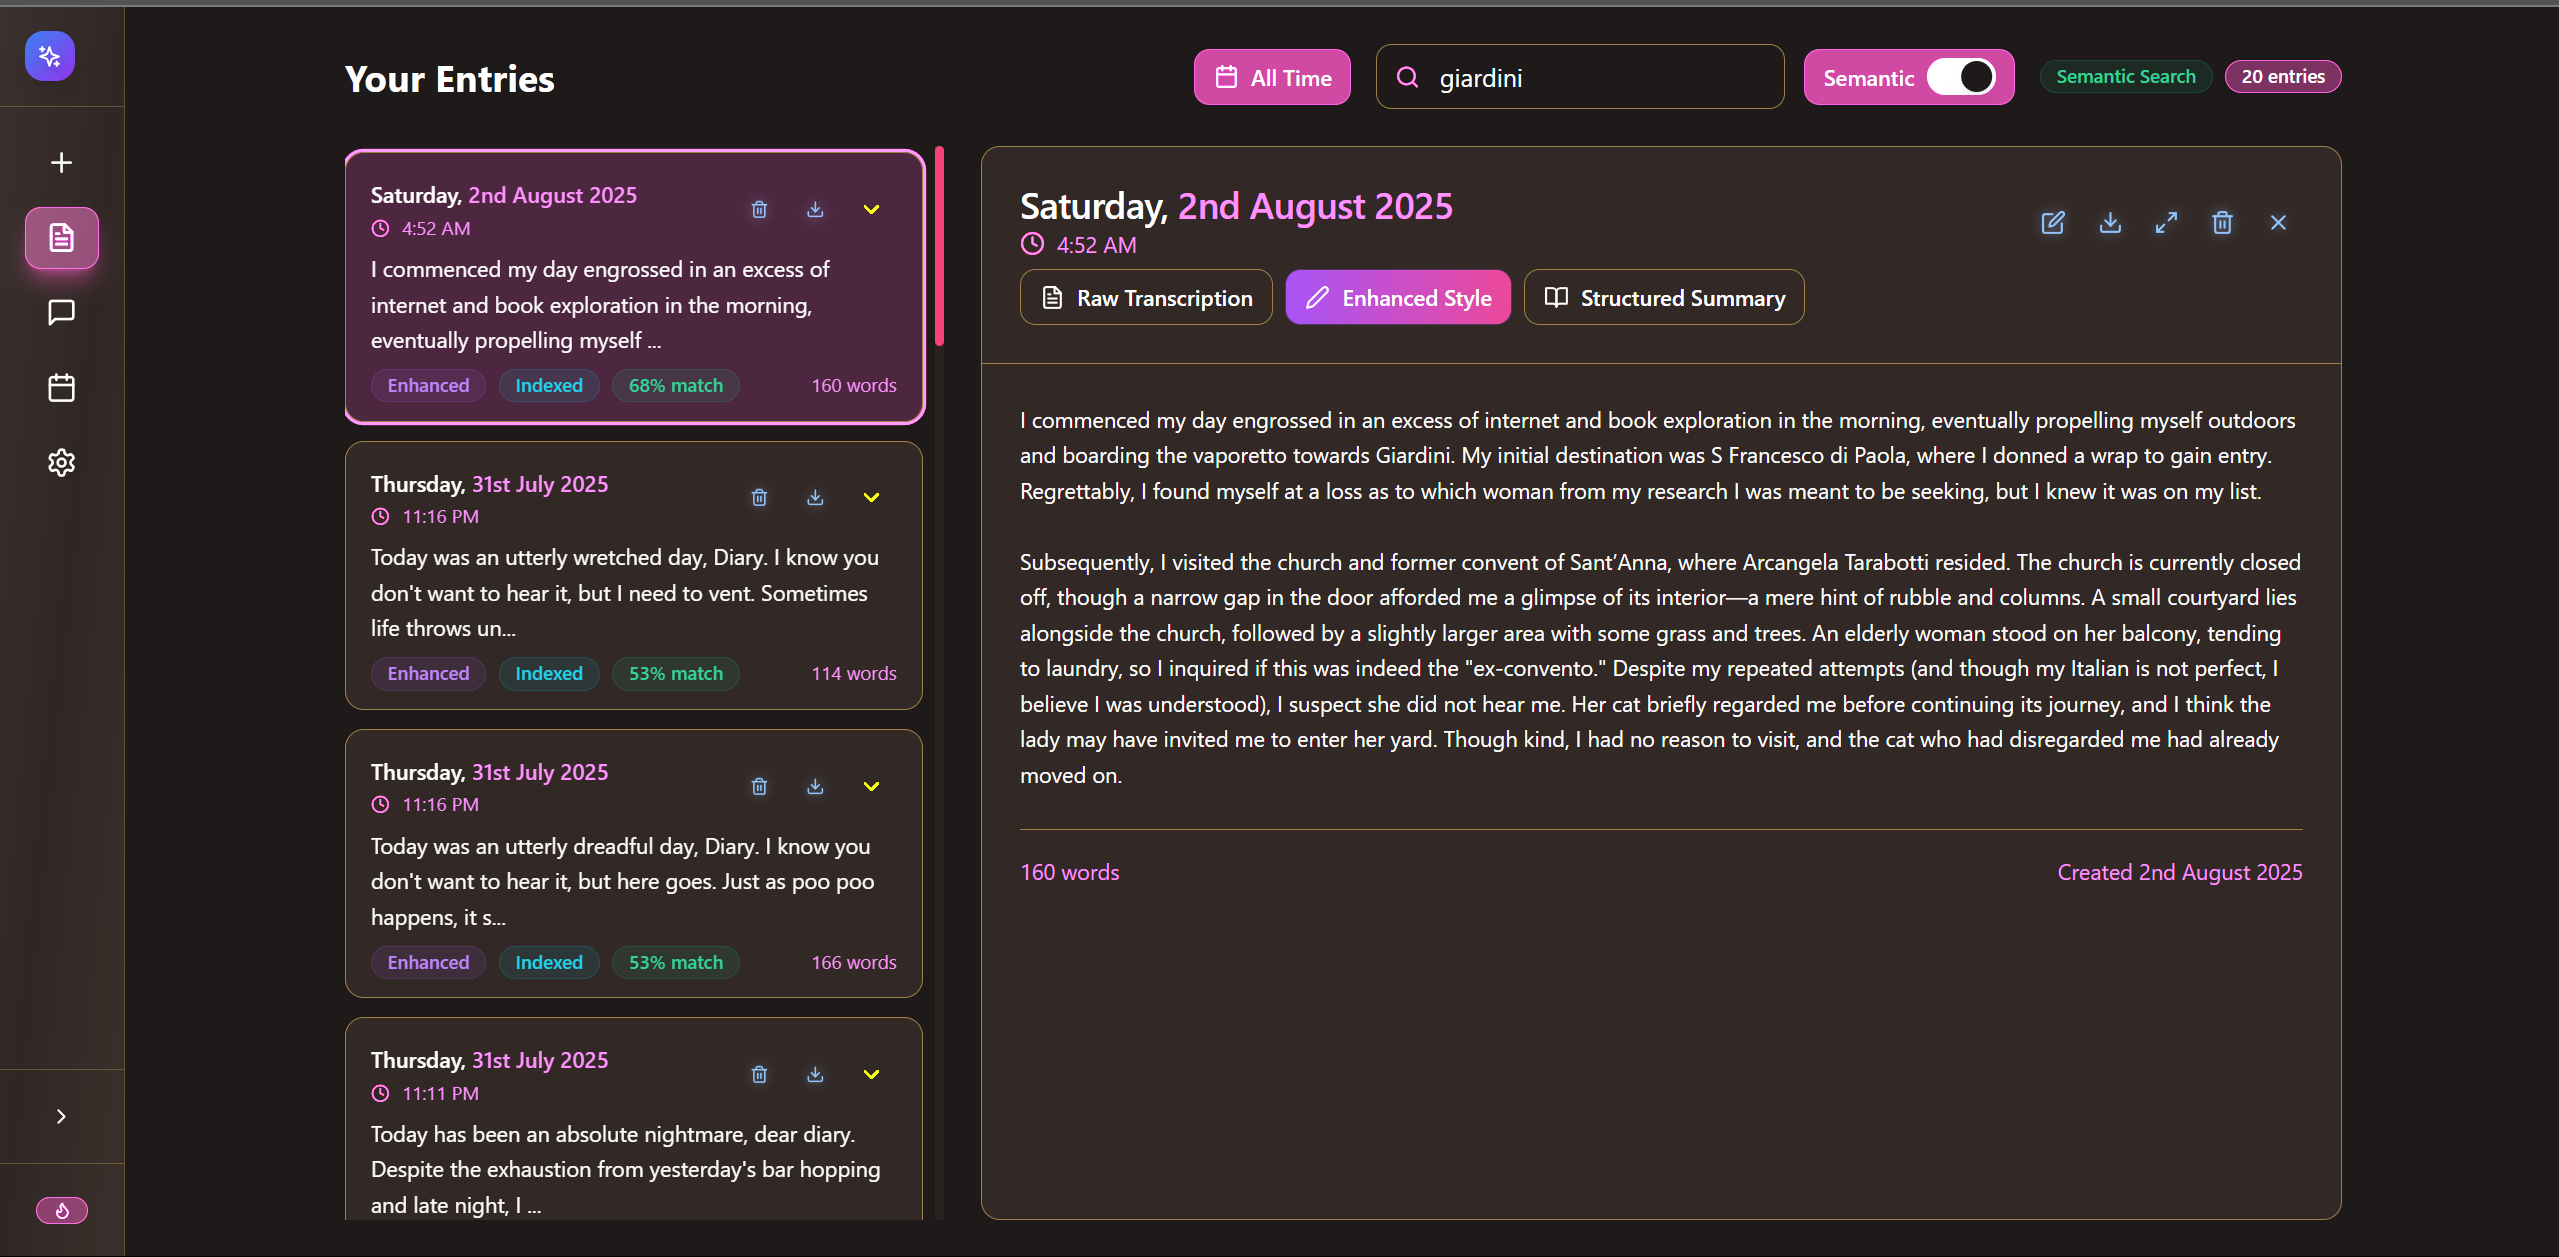 Your Entries
All Time
giardini
Semantic
Semantic Search
20 entries
Saturday, 2nd August 2025
4:52 AM
I commenced my day engrossed in an excess of
internet and book exploration in the morning,
eventually propelling myself ...
Enhanced
Indexed
68% match
160 words
Thursday, 31st July 2025
11:16 PM
Today was an utterly wretched day, Diary. I know you
don't want to hear it, but I need to vent. Sometimes
life throws un...
Enhanced
Indexed
53% match
114 words
Thursday, 31st July 2025
11:16 PM
Today was an utterly dreadful day, Diary. I know you
don't want to hear it, but here goes. Just as poo poo
happens, it s...
Enhanced
Indexed
53% match
166 words
Thursday, 31st July 2025
11:11 PM
Today has been an absolute nightmare, dear diary.
Despite the exhaustion from yesterday's bar hopping
and late night, I ...
Saturday, 2nd August 2025
4:52 AM
Raw Transcription
Enhanced Style
Structured Summary
I commenced my day engrossed in an excess of internet and book exploration in the morning, eventually propelling myself outdoors
and boarding the vaporetto towards Giardini. My initial destination was S Francesco di Paola, where I donned a wrap to gain entry.
Regrettably, I found myself at a loss as to which woman from my research I was meant to be seeking, but I knew it was on my list.
Subsequently, I visited the church and former convent of Sant’Anna, where Arcangela Tarabotti resided. The church is currently closed
off, though a narrow gap in the door afforded me a glimpse of its interior—a mere hint of rubble and columns. A small courtyard lies
alongside the church, followed by a slightly larger area with some grass and trees. An elderly woman stood on her balcony, tending
to laundry, so I inquired if this was indeed the "ex-convento." Despite my repeated attempts (and though my Italian is not perfect, I
believe I was understood), I suspect she did not hear me. Her cat briefly regarded me before continuing its journey, and I think the
lady may have invited me to enter her yard. Though kind, I had no reason to visit, and the cat who had disregarded me had already
moved on.
160 words
Created 2nd August 2025